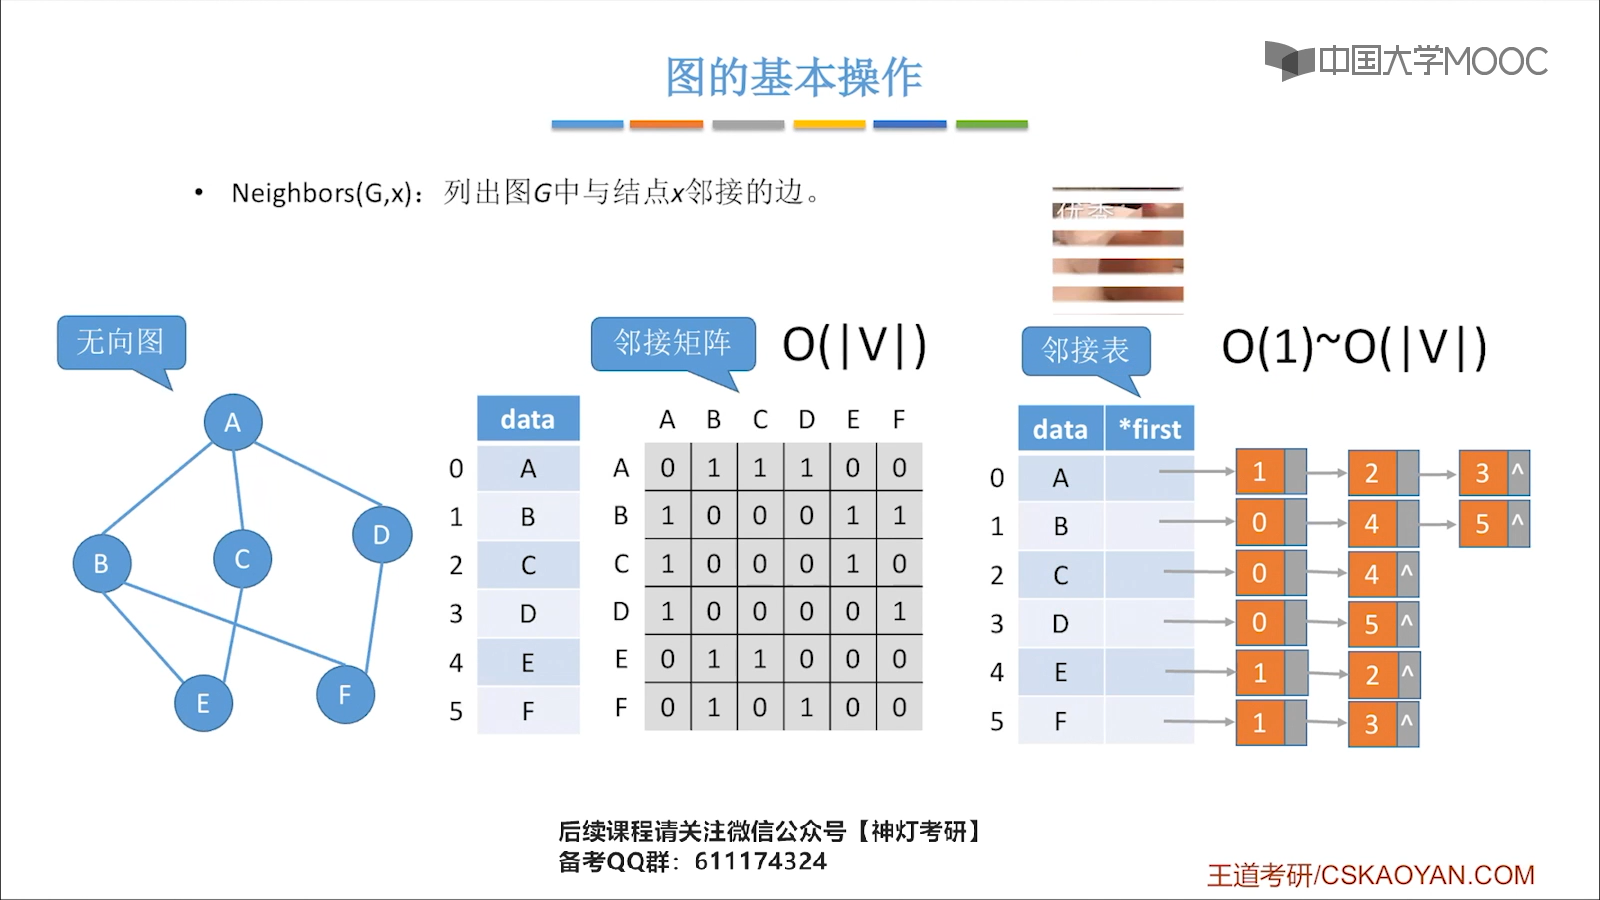 中国大学MOOC
图的基本操作
• Neighbors(G,x)：列出图G中与结点x邻接的边。
无向图
A
B
C
D
E
F
邻接矩阵
O(|V|)
data
0 A
1 B
2 C
3 D
4 E
5 F
A B C D E F
A 0 1 1 1 0 0
B 1 0 0 0 1 1
C 1 0 0 0 1 0
D 1 0 0 0 0 1
E 0 1 1 0 0 0
F 0 1 0 1 0 0
邻接表
O(1)~O(|V|)
data *first
0 A 1 2 3 ^
1 B 0 4 5 ^
2 C 0 4 ^
3 D 0 5 ^
4 E 1 2 ^
5 F 1 3 ^
后续课程请关注微信公众号【神灯考研】
备考QQ群：611174324
王道考研/CSKAOYAN.COM